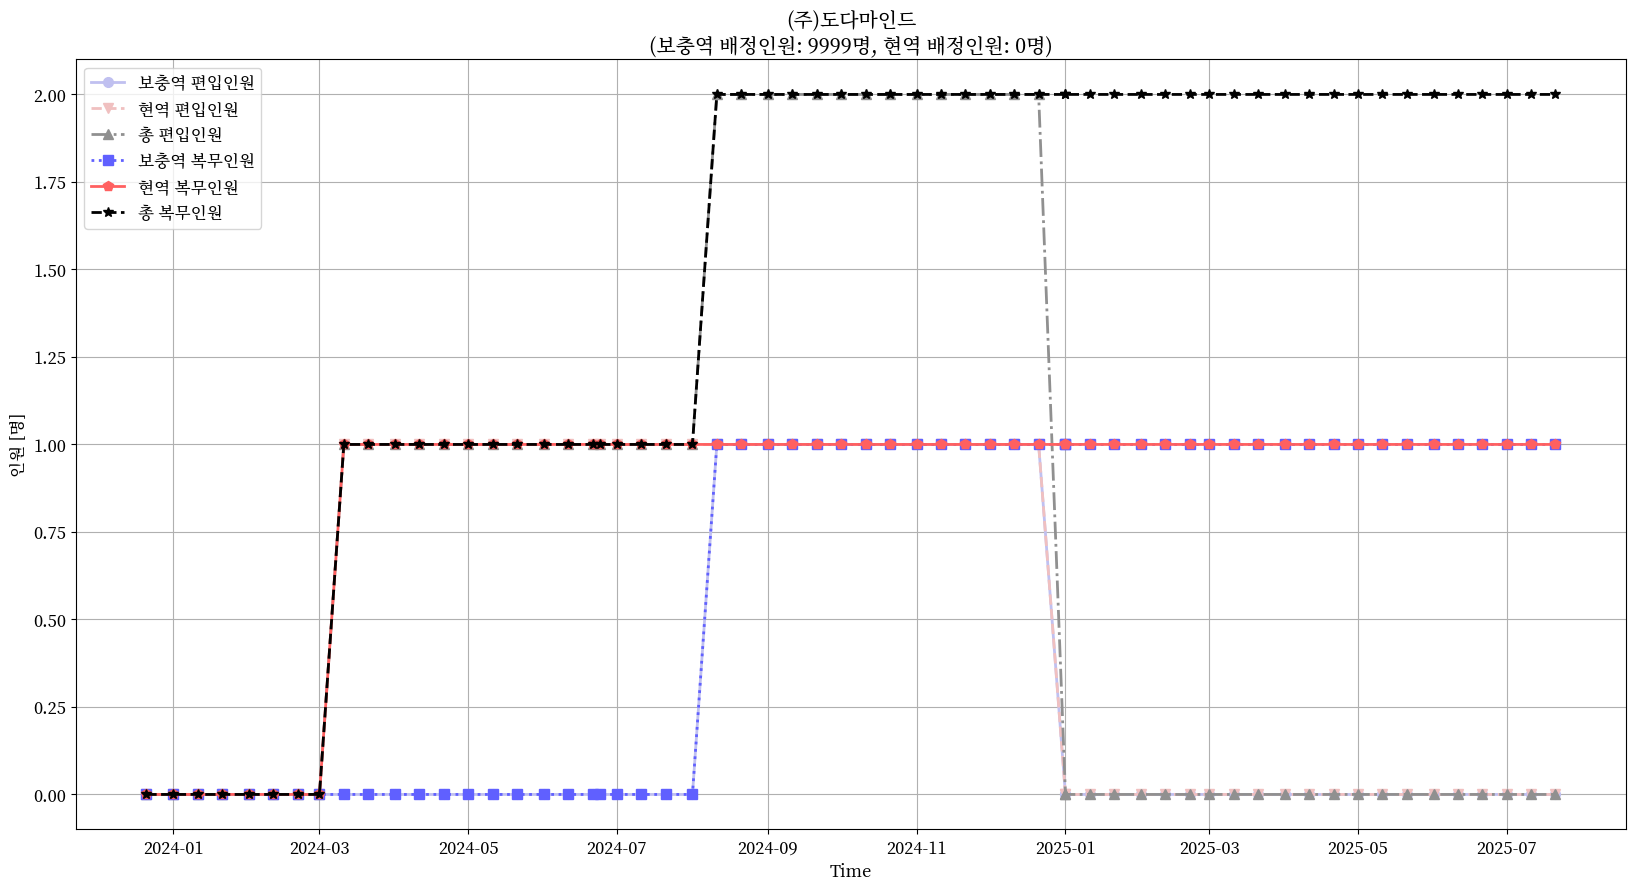 (주)도다마인드
(보충역 배정인원: 9999명, 현역 배정인원: 0명)
보충역 편입인원
현역 편입인원
총 편입인원
보충역 복무인원
현역 복무인원
총 복무인원
2.00
1.75
1.50
1.25
1.00
0.75
0.50
0.25
0.00
인원 [명]
2024-01 2024-03 2024-05 2024-07 2024-09 2024-11 2025-01 2025-03 2025-05 2025-07
Time